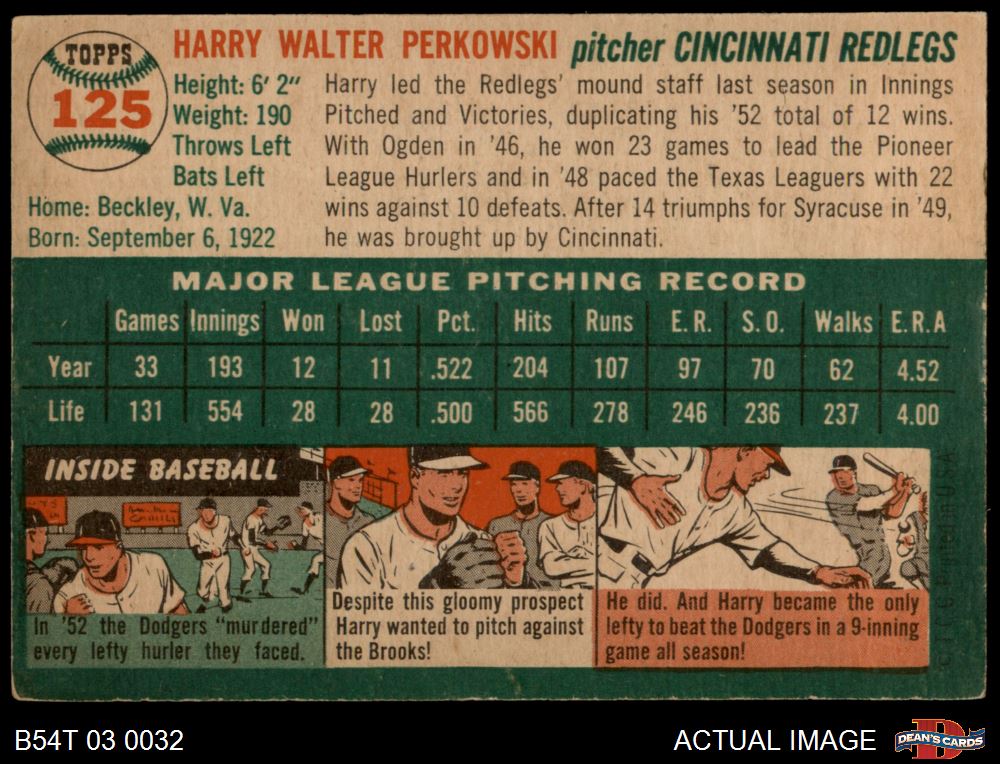 TOPPS
125
HARRY WALTER PERKOWSKI pitcher CINCINNATI REDLEGS
Height: 6' 2"
Weight: 190
Throws Left
Bats Left
Home: Beckley, W. Va.
Born: September 6, 1922
Harry led the Redlegs' mound staff last season in Innings
Pitched and Victories, duplicating his '52 total of 12 wins.
With Ogden in '46, he won 23 games to lead the Pioneer
League Hurlers and in '48 paced the Texas Leaguers with 22
wins against 10 defeats. After 14 triumphs for Syracuse in '49,
he was brought up by Cincinnati.
MAJOR LEAGUE PITCHING RECORD
Games Innings Won Lost Pct. Hits Runs E.R. S.O. Walks E.R.A
Year 33 193 12 11 .522 204 107 97 70 62 4.52
Life 131 554 28 28 .500 566 278 246 236 237 4.00
INSIDE BASEBALL
In '52 the Dodgers "murdered"
every lefty hurler they faced.
Despite this gloomy prospect
Harry wanted to pitch against
the Brooks!
He did. And Harry became the only
lefty to beat the Dodgers in a 9-inning
game all season!
B54T 03 0032
ACTUAL IMAGE
DEAN'S CARDS